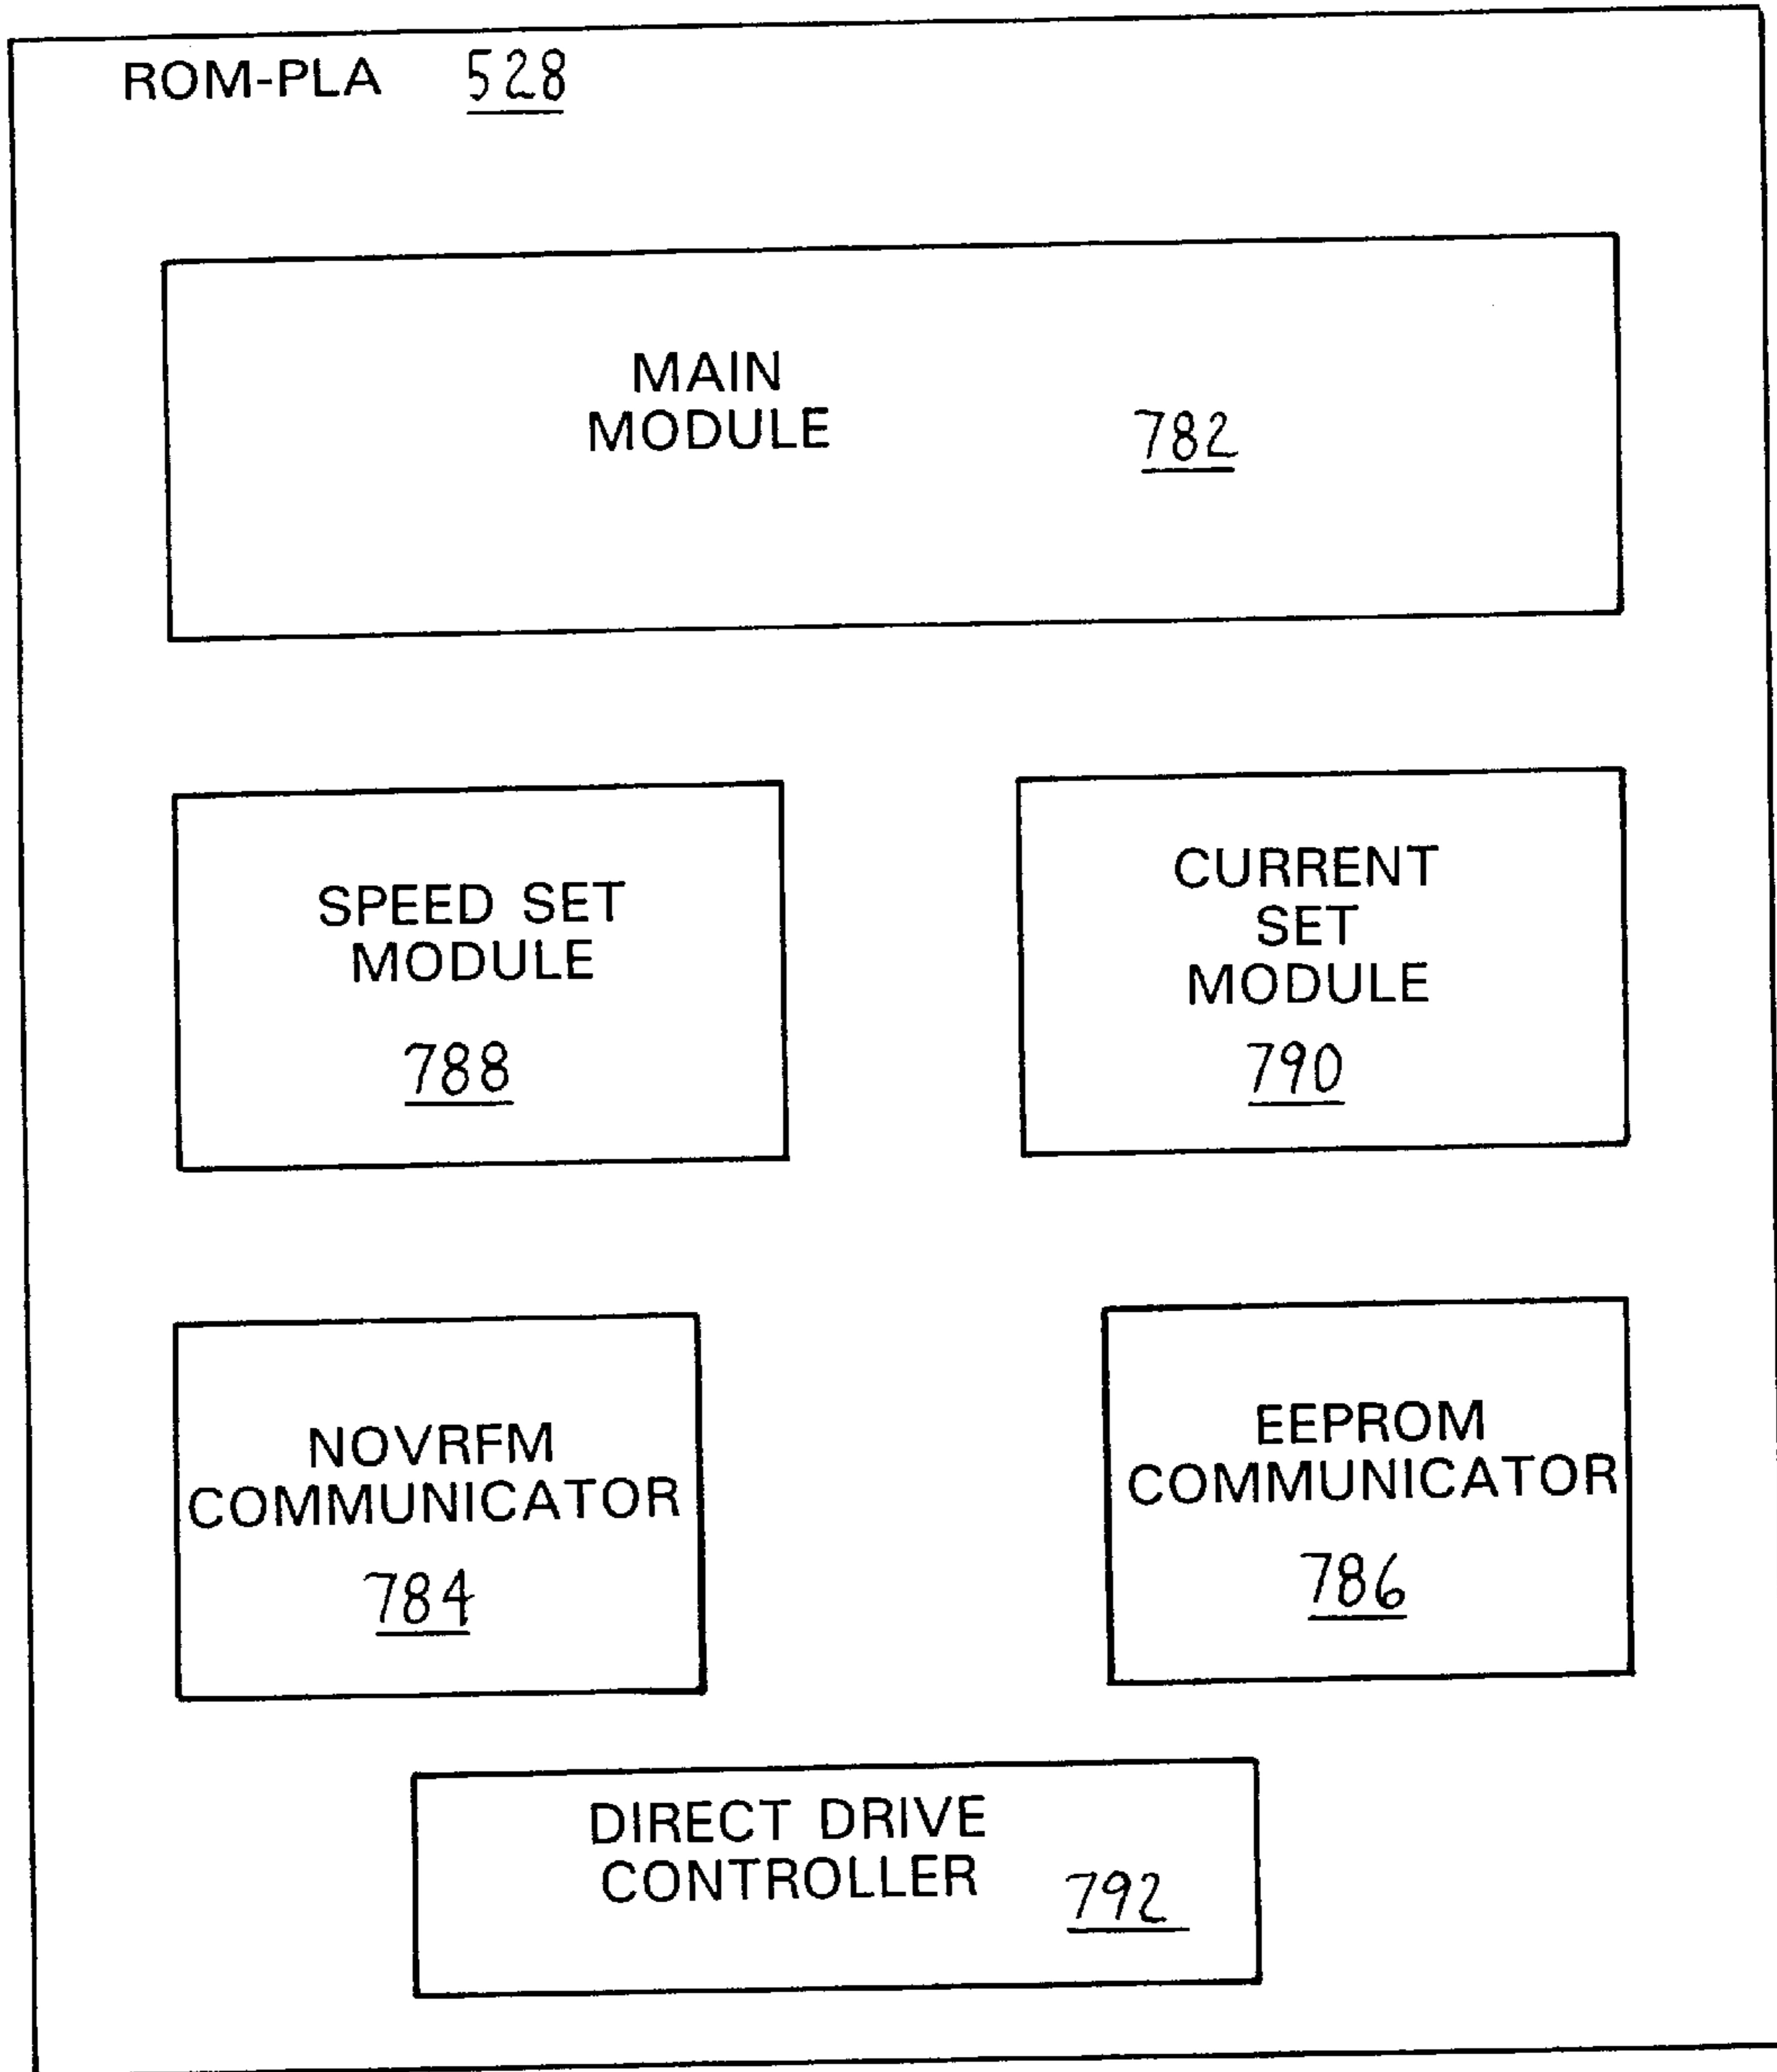 ROM-PLA 528
MAIN
MODULE 782
SPEED SET
MODULE
788
CURRENT
SET
MODULE
790
NOVRFM
COMMUNICATOR
784
EEPROM
COMMUNICATOR
786
DIRECT DRIVE
CONTROLLER 792